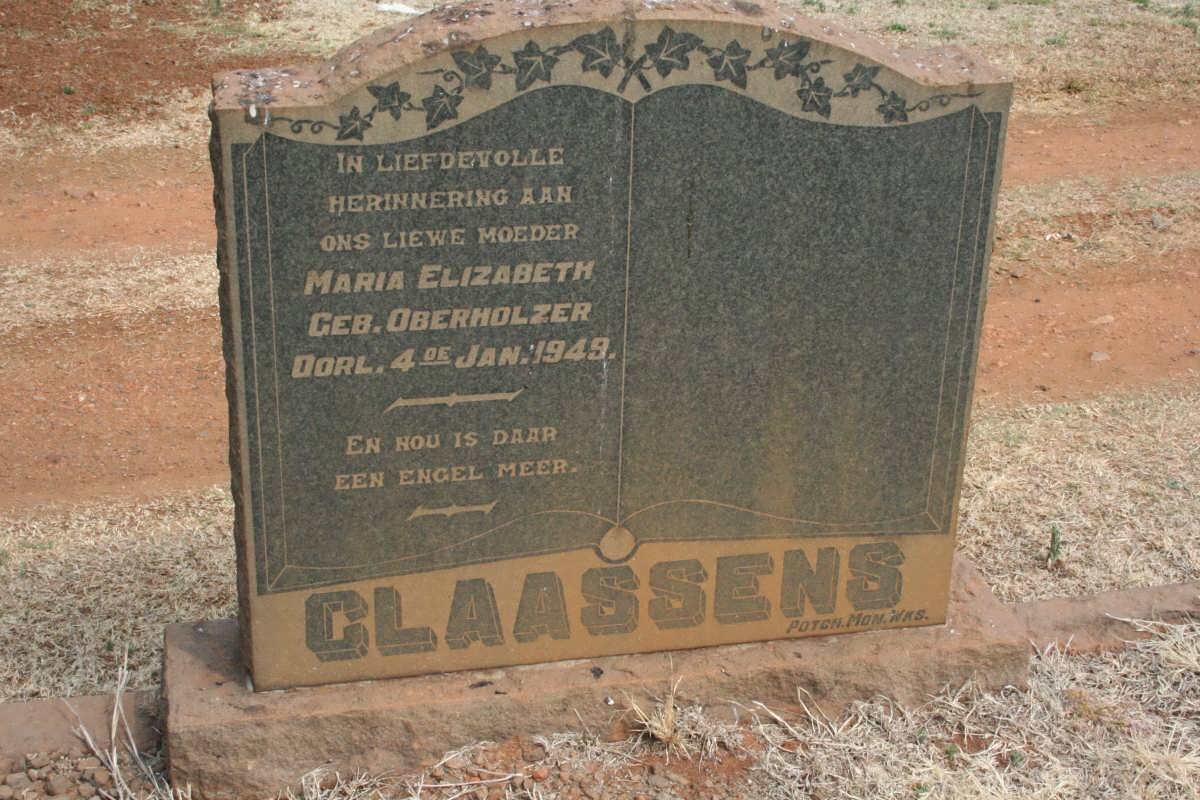 IN LIEFDEVOLLE
HERINNERING AAN
ONS LIEWE MOEDER
MARIA ELIZABETH
GEB. OBERHOLZER
OORL. 4DE JAN. 1949.
EN NOU IS DAAR
EEN ENGEL MEER.
CLAASSENS
POTCH. MON. WKS.